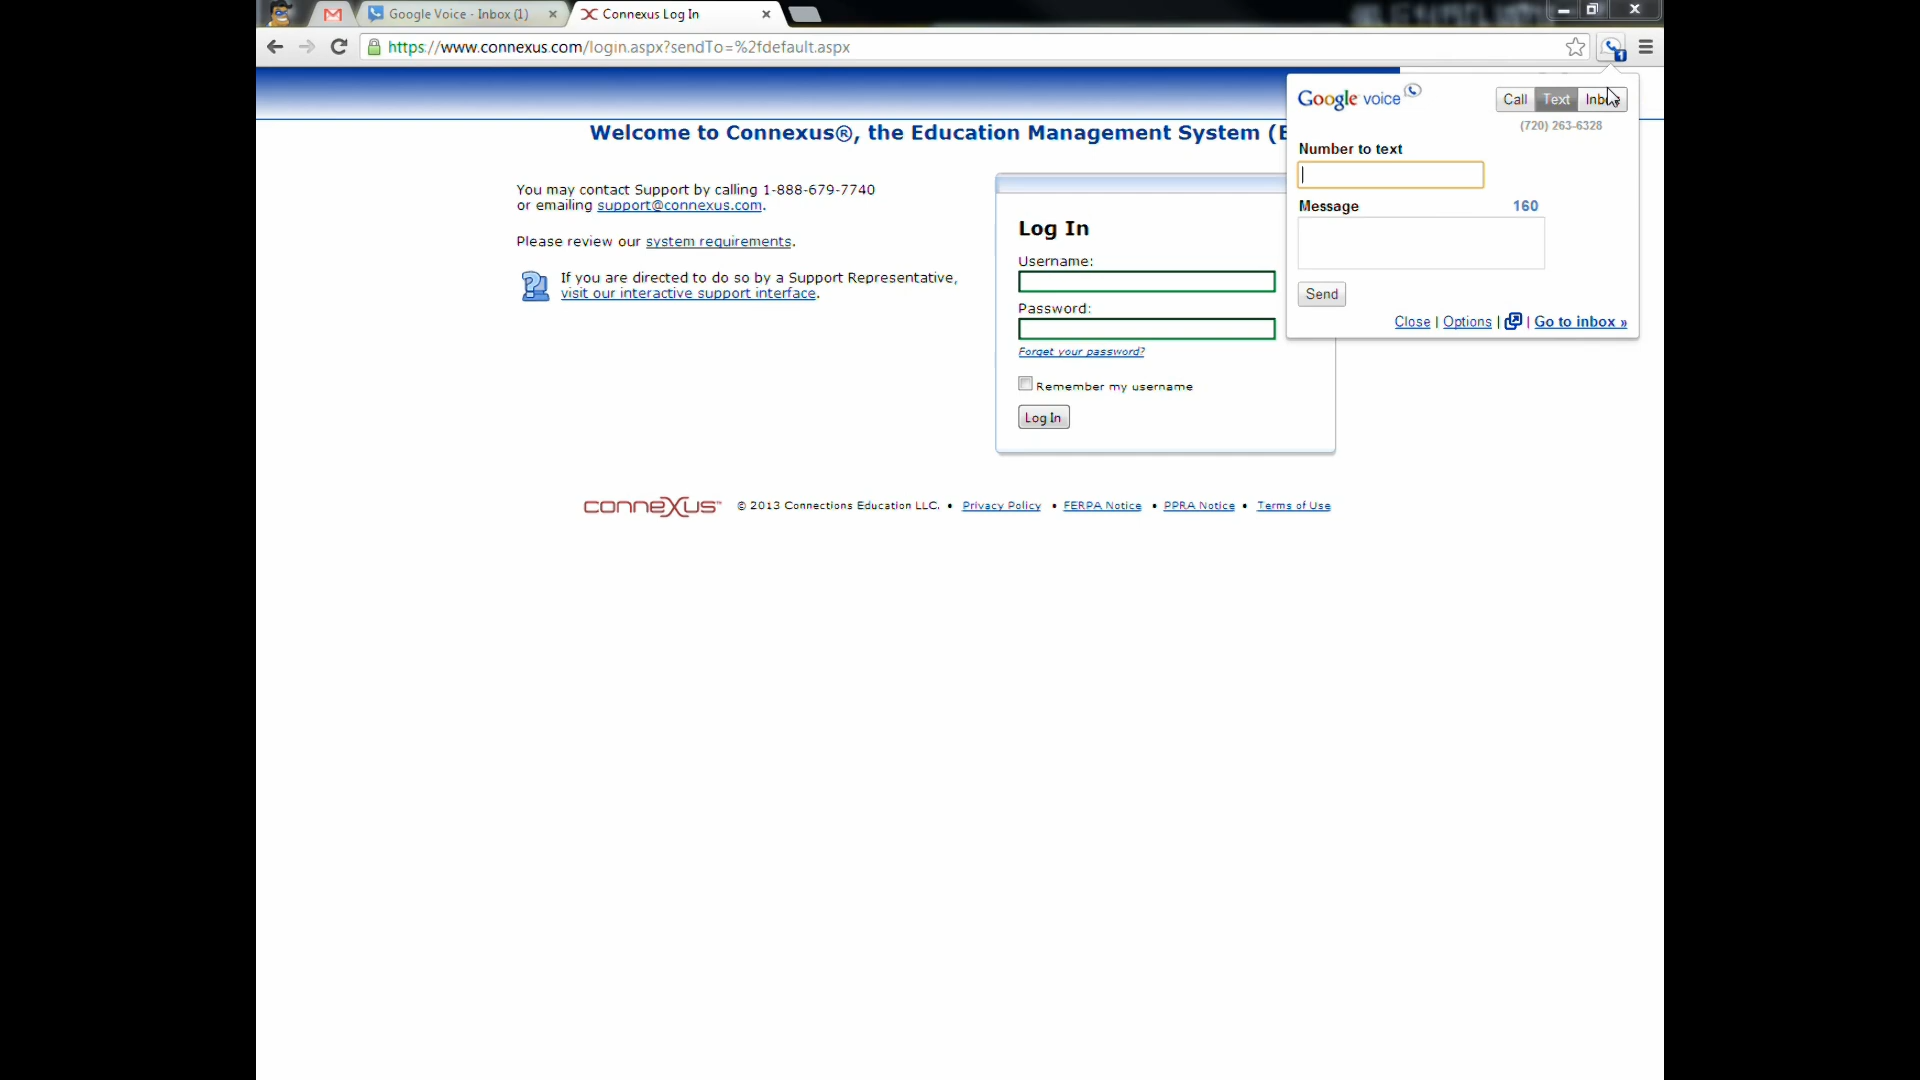 Google Voice - Inbox (1)
Connexus Log In
https://www.connexus.com/login.aspx?sendTo=%2fdefault.aspx
1
Google voice
Call Text
(720) 263-6328
Number to text
Message 160
Send
Close | Options | | Go to inbox »
Welcome to Connexus®, the Education Management System (
You may contact Support by calling 1-888-679-7740
or emailing support@connexus.com.
Please review our system requirements.
If you are directed to do so by a Support Representative,
visit our interactive support interface.
Log In
Username:
Password:
Forgot your password?
Remember my username
Log In
conneXus™ © 2013 Connections Education LLC. • Privacy Policy • FERPA Notice • PPRA Notice • Terms of Use